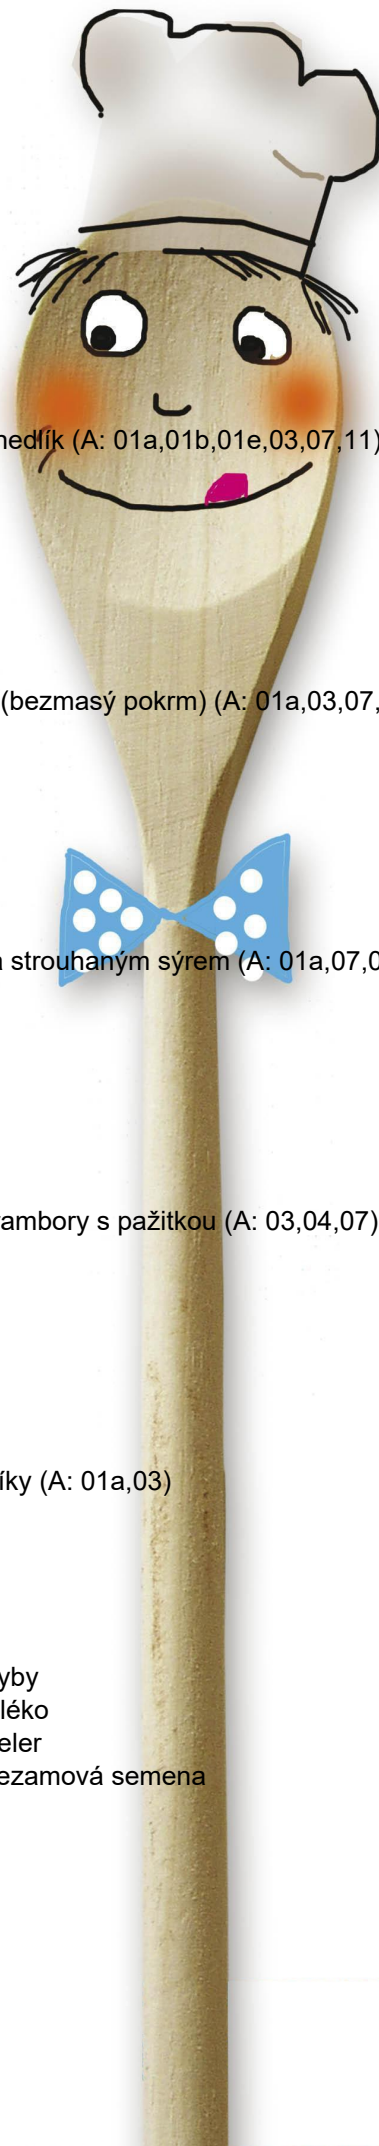 nedlík (A: 01a,01b,01e,03,07,11)
(bezmasý pokrm) (A: 01a,03,07,
strouhaným sýrem (A: 01a,07,0
ambory s pažitkou (A: 03,04,07)
íky (A: 01a,03)
yby
léko
eler
ezamová semena